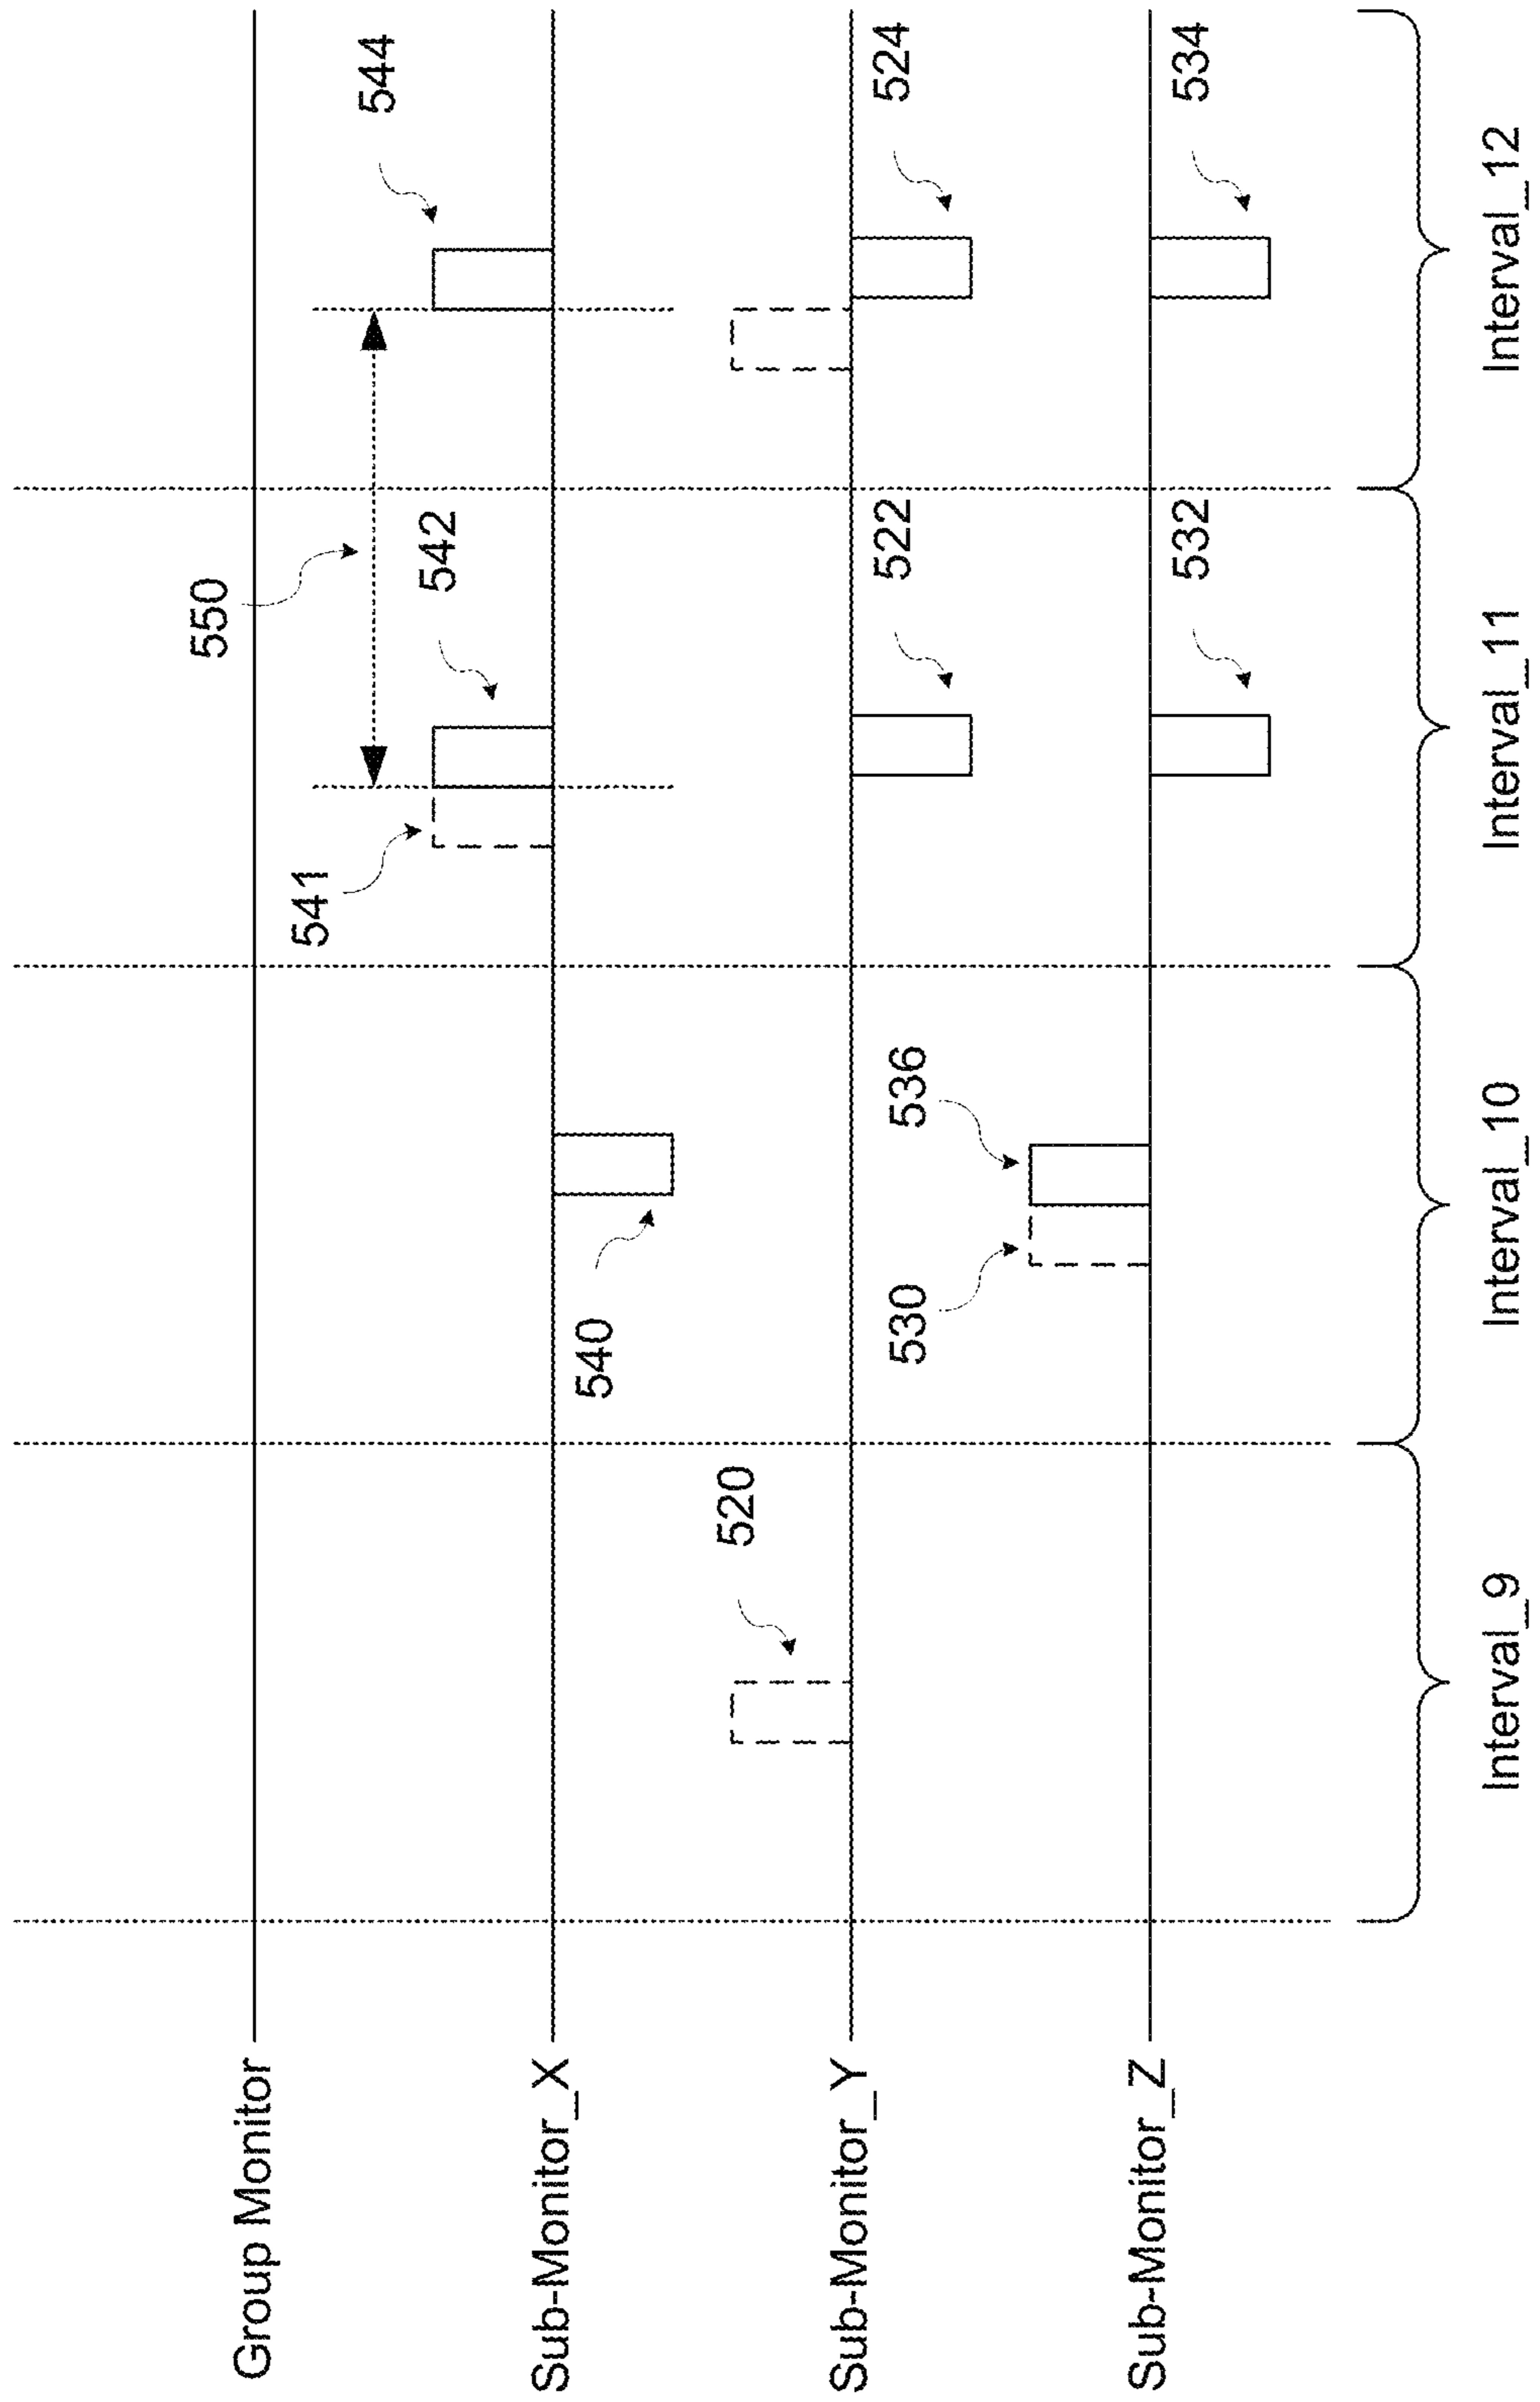 550
544
541
542
Group Monitor
Sub-Monitor_X
540
524
520
522
Sub-Monitor_Y
530
536
534
532
Sub-Monitor_Z
Interval_9
Interval_10
Interval_11
Interval_12